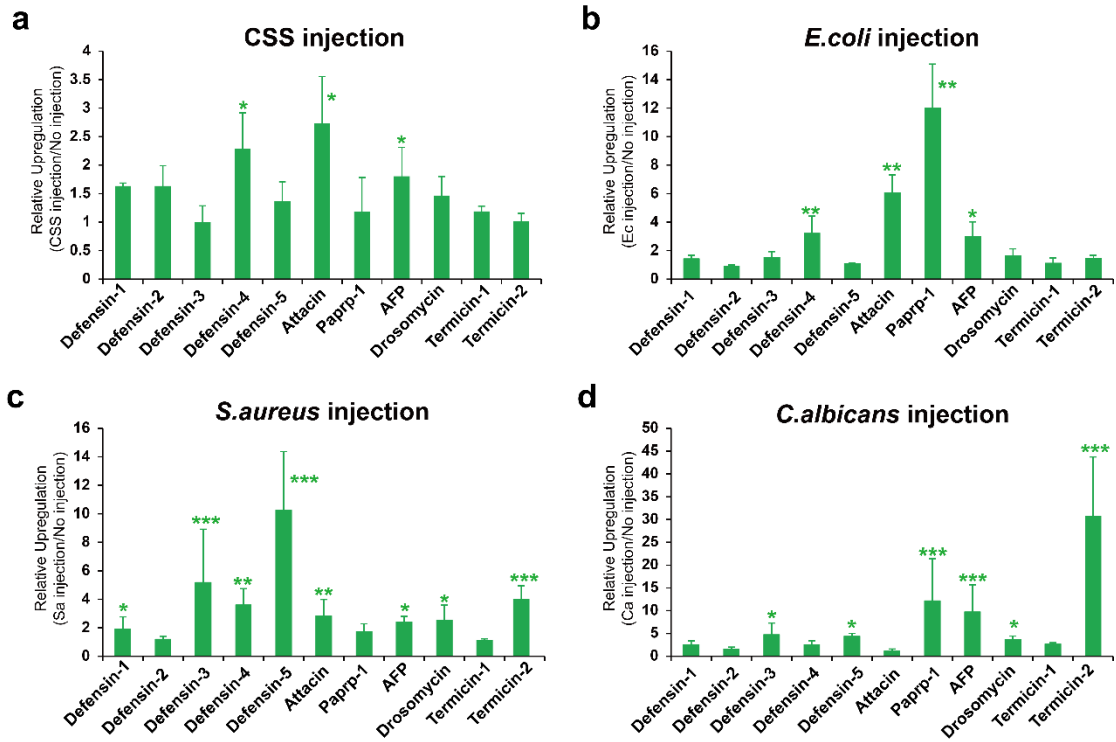 a
CSS injection
Relative Upregulation
(CSS injection/No injection)
4
3.5
3
2.5
2
1.5
1
0.5
0
*
*
*
Defensin-1
Defensin-2
Defensin-3
Defensin-4
Defensin-5
Attacin
Paprp-1
AFP
Drosomycin
Termicin-1
Termicin-2
b
E.coli injection
Relative Upregulation
(Ec injection/No injection)
16
14
12
10
8
6
4
2
0
**
**
**
*
Defensin-1
Defensin-2
Defensin-3
Defensin-4
Defensin-5
Attacin
Paprp-1
AFP
Drosomycin
Termicin-1
Termicin-2
c
S.aureus injection
Relative Upregulation
(Sa injection/No injection)
16
14
12
10
8
6
4
2
0
*
***
**
***
**
*
*
***
Defensin-1
Defensin-2
Defensin-3
Defensin-4
Defensin-5
Attacin
Paprp-1
AFP
Drosomycin
Termicin-1
Termicin-2
d
C.albicans injection
Relative Upregulation
(Ca injection/No injection)
50
45
40
35
30
25
20
15
10
5
0
*
*
***
***
*
***
Defensin-1
Defensin-2
Defensin-3
Defensin-4
Defensin-5
Attacin
Paprp-1
AFP
Drosomycin
Termicin-1
Termicin-2